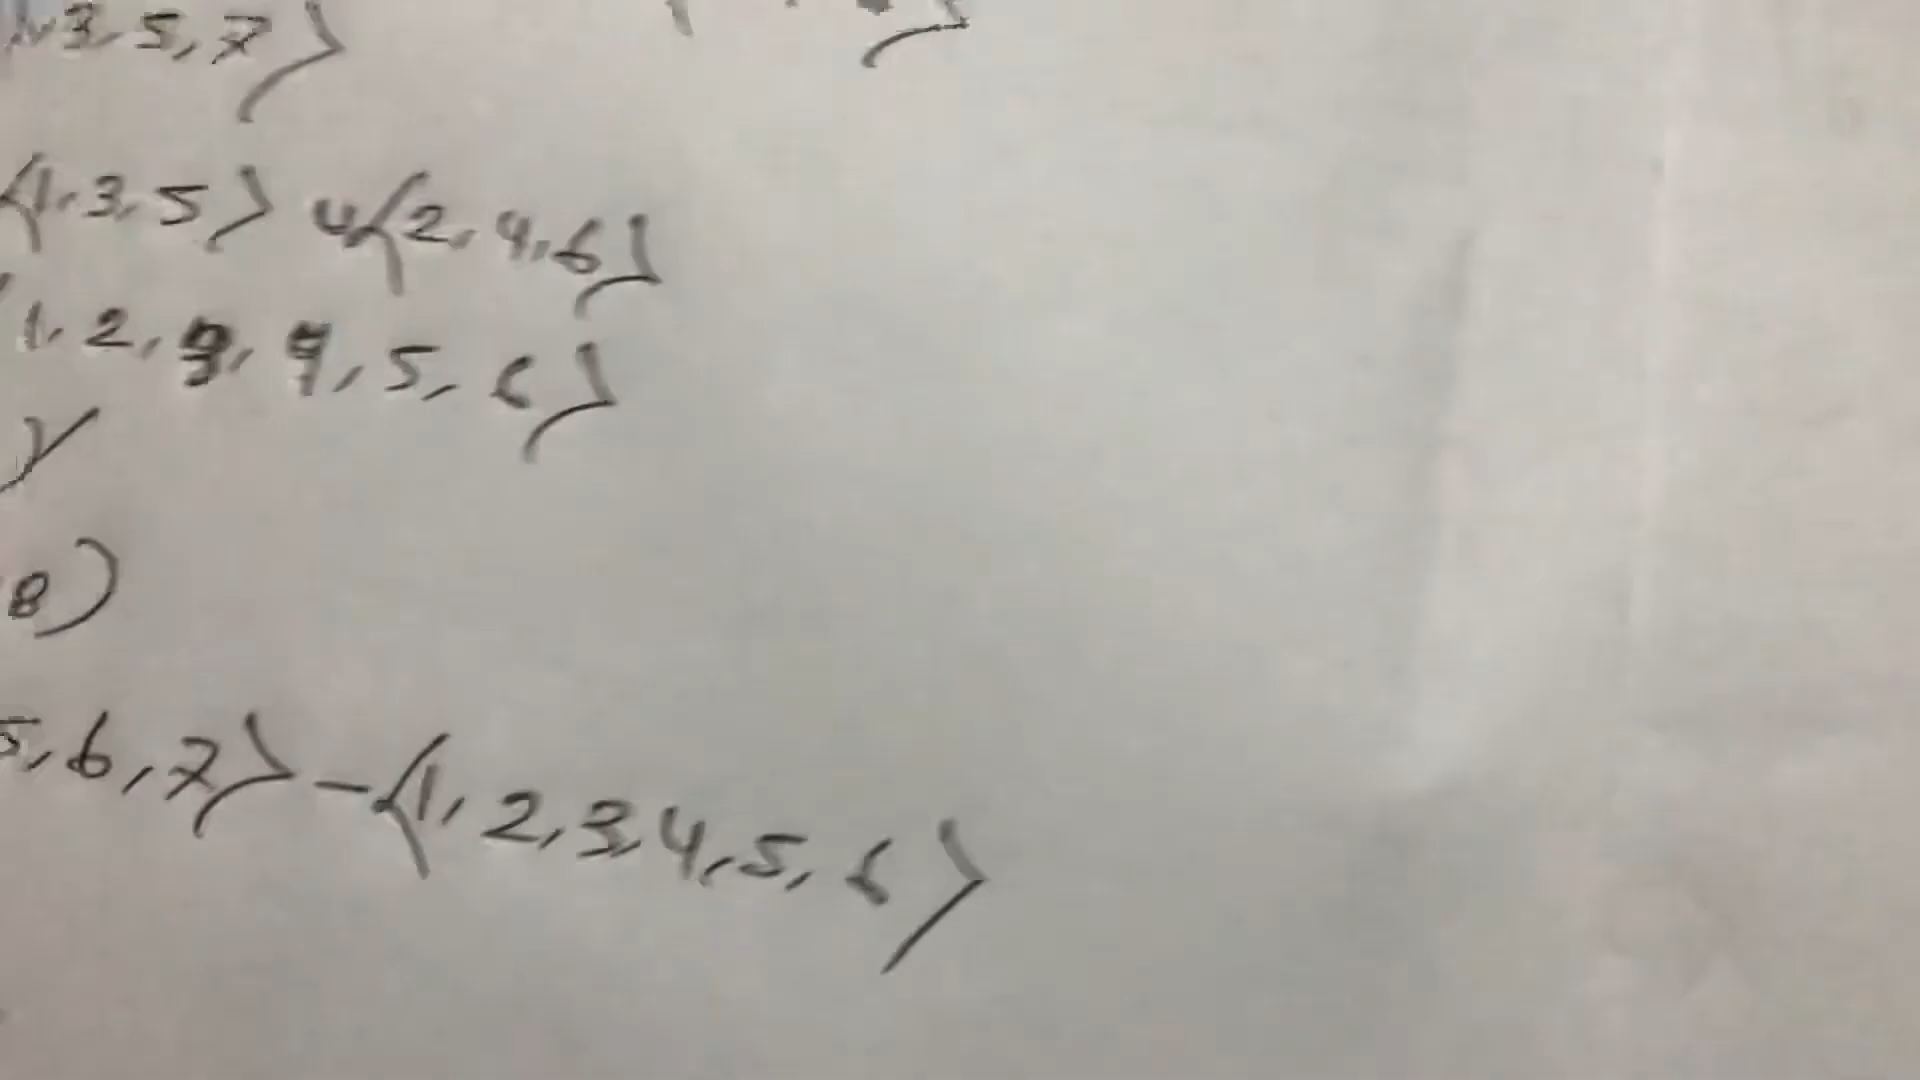 3, 5, 7}
{1, 3, 5} ∪ {2, 4, 6}
1, 2, 3, 4, 5, 6}
B)
5, 6, 7} - {1, 2, 3, 4, 5, 6}